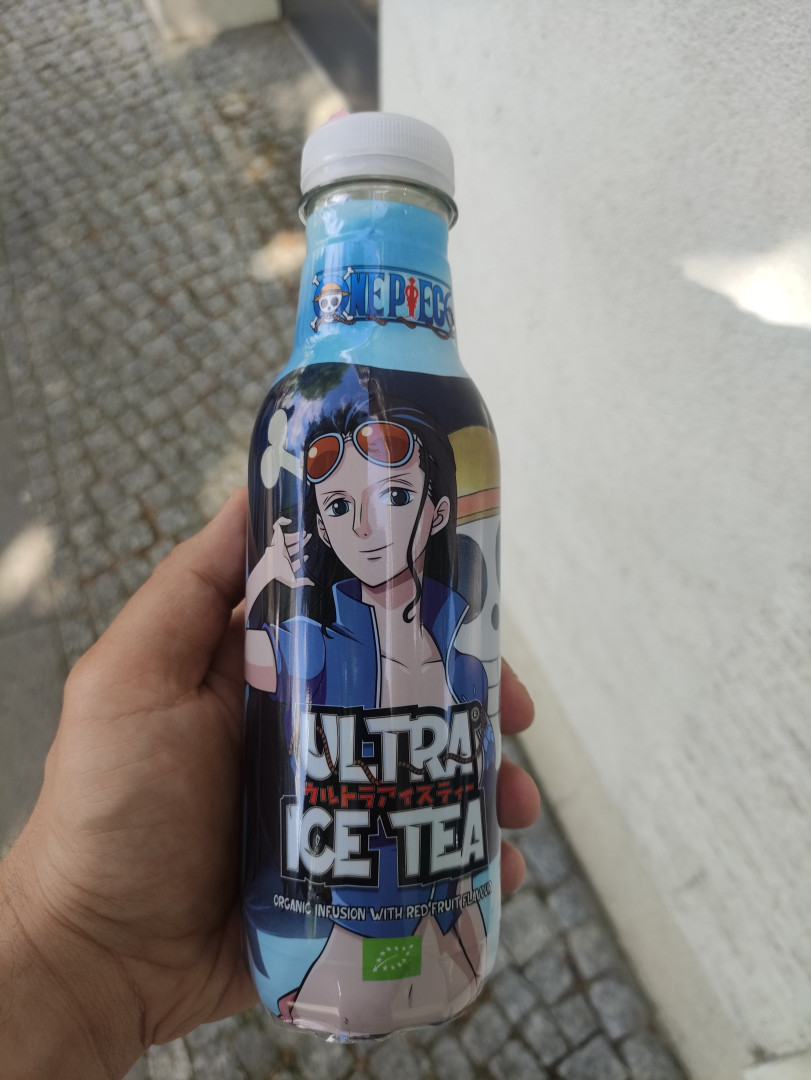 ONE PIECE
ULTRA
ウルトラアイスティー
ICE TEA
ORGANIC INFUSION WITH RED FRUIT FLAVOUR